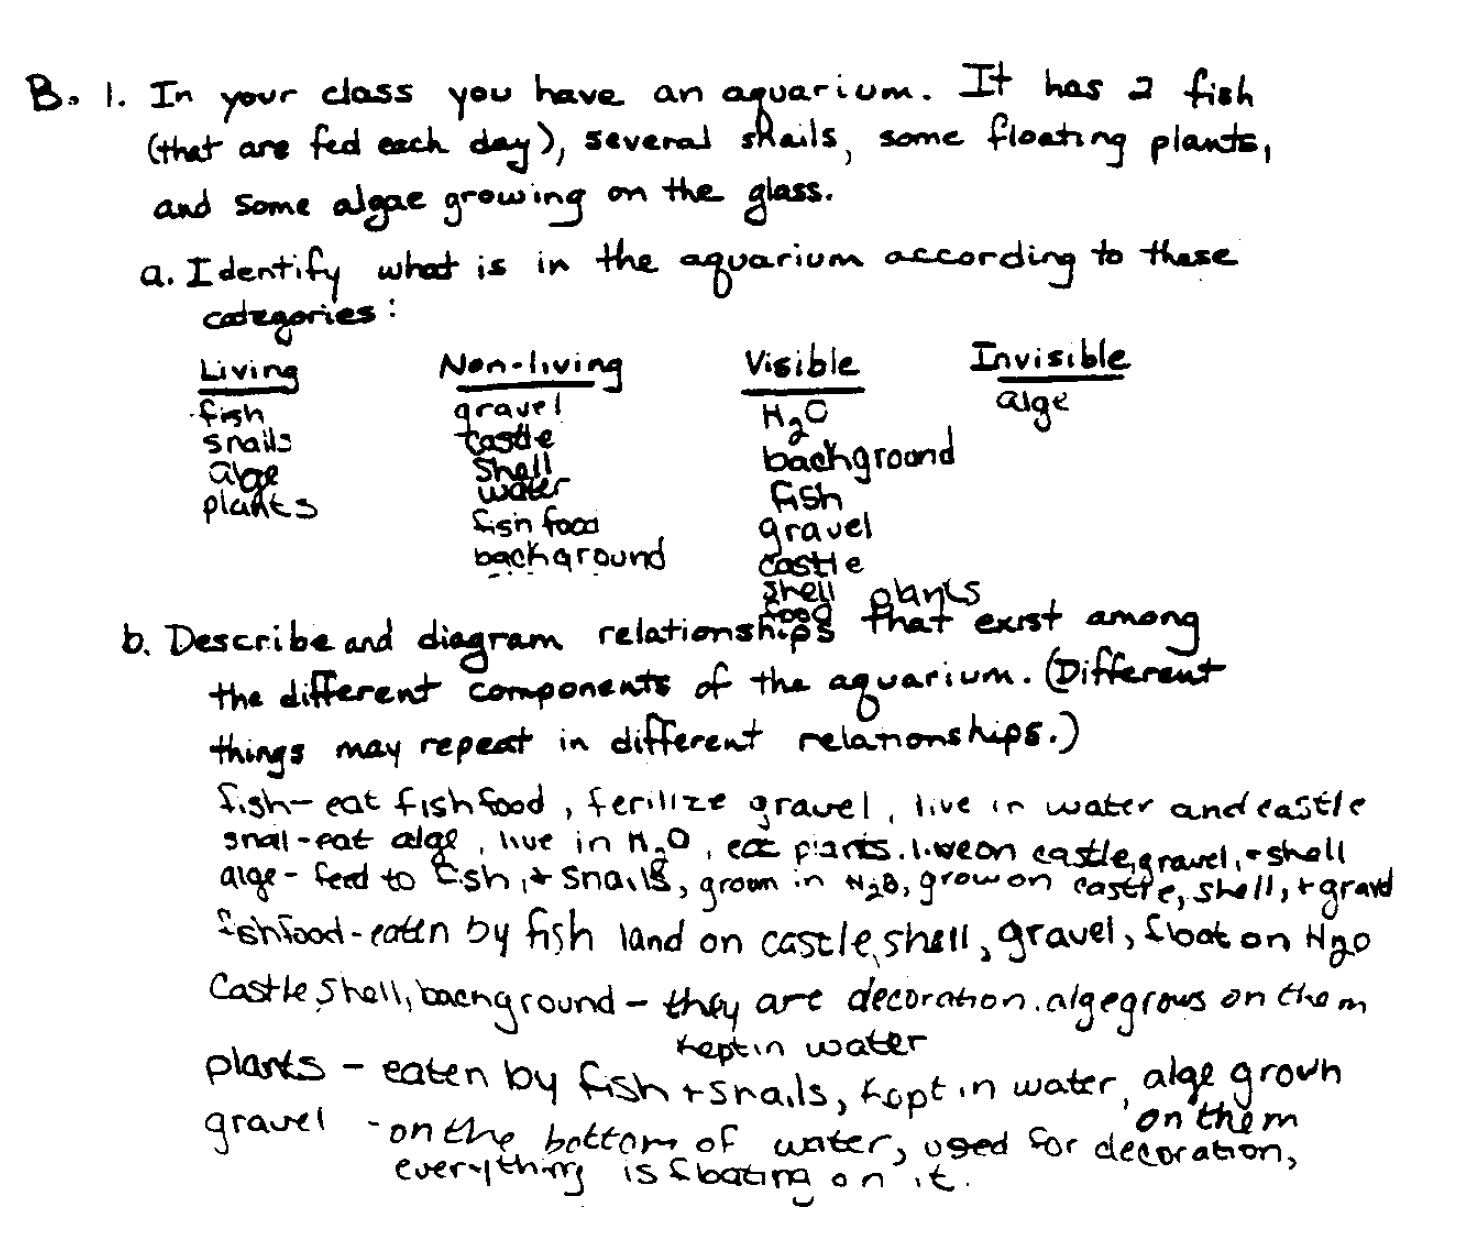 B. 1. In your class you have an aquarium. It has 2 fish
(that are fed each day), several snails, some floating plants,
and some algae growing on the glass.
a. Identify what is in the aquarium according to these
categories:
Living Non-living Visible Invisible
fish gravel H2O alge
snails castle background
alge shell fish
plants water gravel
fish food castle
background shell plants
food
b. Describe and diagram relationships that exist among
the different components of the aquarium. (Different
things may repeat in different relationships.)
fish- eat fish food, ferilize gravel, live in water and castle
snail-eat alge, live in H2O, eat plants. live on castle, gravel, + shell
alge - feed to fish, + snails, grown in H2O, grow on castle, shell, + gravel
fishfood-eaten by fish land on castle, shell, gravel, float on H2O
Castle, shell, background - they are decoration. alge grows on them
kept in water
plants - eaten by fish + snails, kept in water, alge grown
on them
gravel - on the bottom of water, used for decoration,
everything is floating on it.